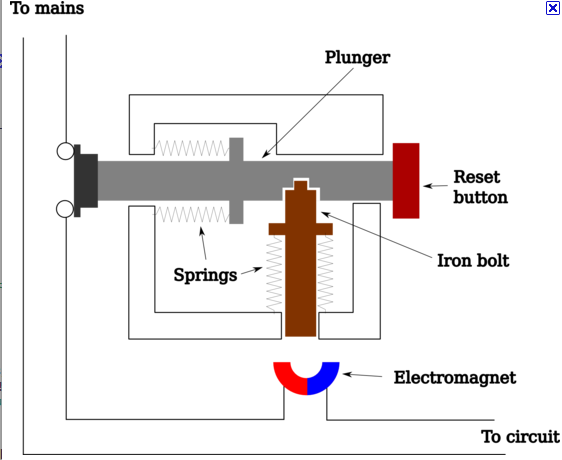 To mains
Plunger
Reset
button
Iron bolt
Springs
Electromagnet
To circuit